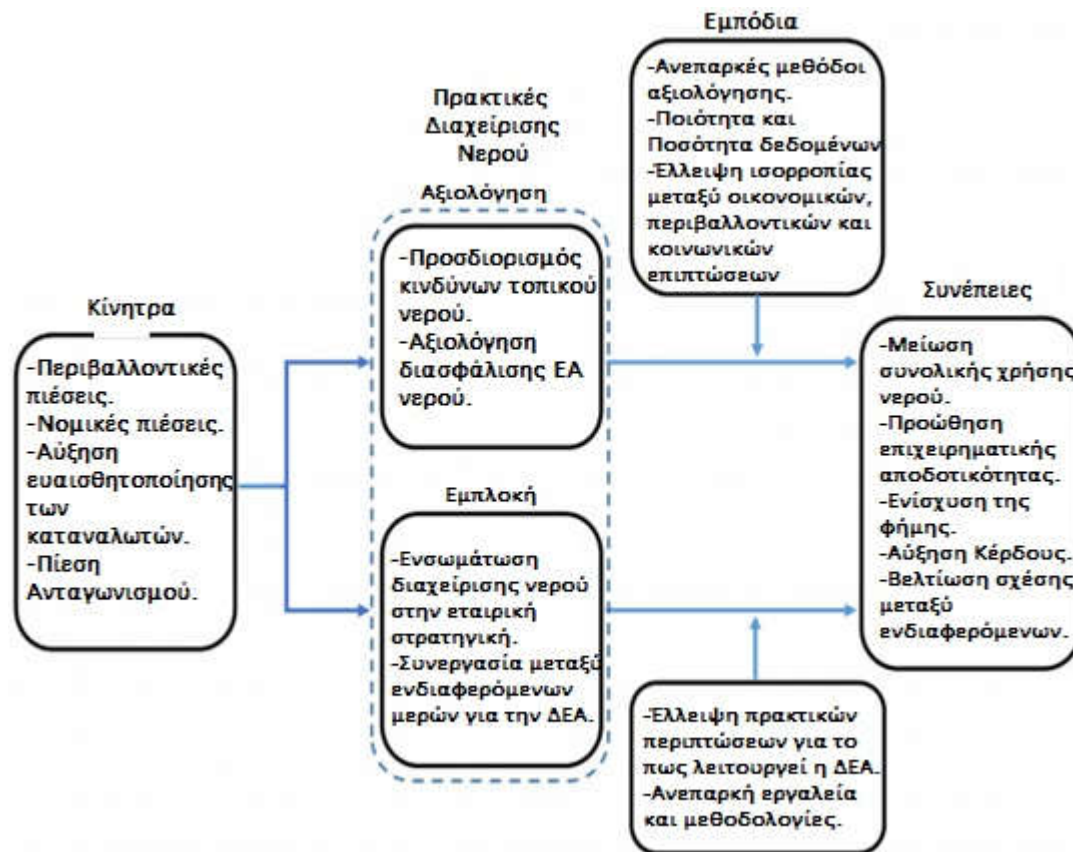 Κίνητρα
-Περιβαλλοντικές
πιέσεις.
-Νομικές πιέσεις.
-Αύξηση
ευαισθητοποίησης
των
καταναλωτών.
-Πίεση
Ανταγωνισμού.
Πρακτικές
Διαχείρισης
Νερού
Αξιολόγηση
-Προσδιορισμός
κινδύνων τοπικού
νερού.
-Αξιολόγηση
διασφάλισης ΕΑ
νερού.
Εμπλοκή
-Ενσωμάτωση
διαχείρισης νερού
στην εταιρική
στρατηγική.
-Συνεργασία μεταξύ
ενδιαφερόμενων
μερών για την ΔΕΑ.
Εμπόδια
-Ανεπαρκές μεθόδοι
αξιολόγησης.
-Ποιότητα και
Ποσότητα δεδομένων
-Έλλειψη ισορροπίας
μεταξύ οικονομικών,
περιβαλλοντικών και
κοινωνικών
επιπτώσεων
-Έλλειψη πρακτικών
περιπτώσεων για το
πως λειτουργεί η ΔΕΑ.
-Ανεπαρκή εργαλεία
και μεθοδολογίες.
Συνέπειες
-Μείωση
συνολικής χρήσης
νερού.
-Προώθηση
επιχειρηματικής
αποδοτικότητας.
-Ενίσχυση της
φήμης.
-Αύξηση Κέρδους.
-Βελτίωση σχέσης
μεταξύ
ενδιαφερόμενων.